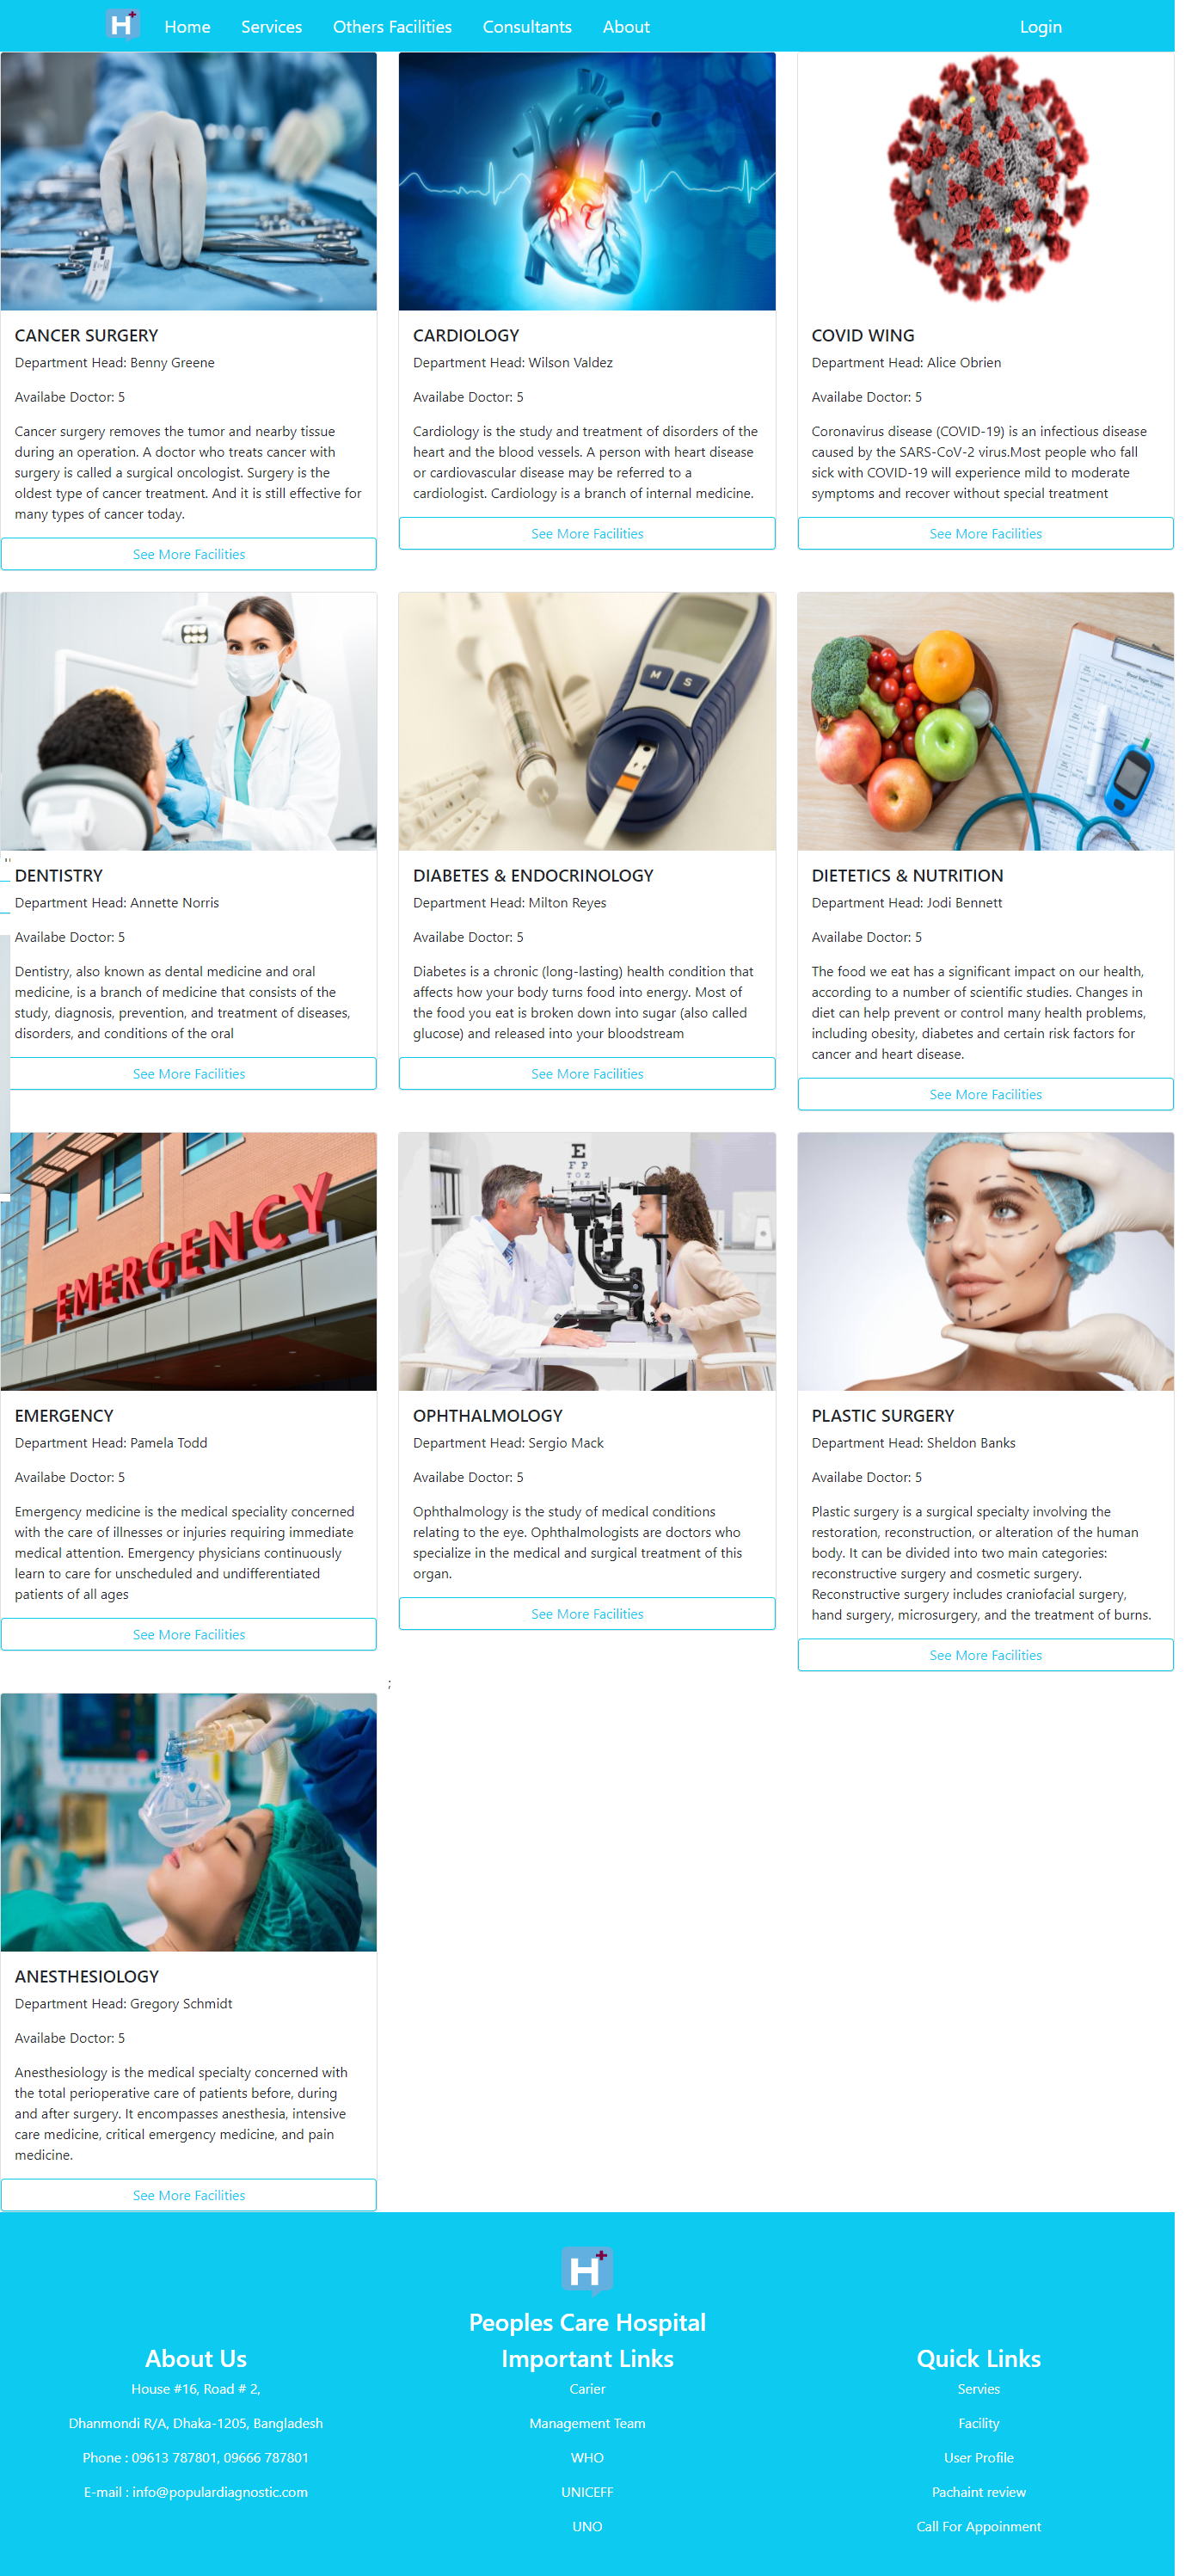 H+
Home Services Others Facilities Consultants About Login
CANCER SURGERY
Department Head: Benny Greene
Availabe Doctor: 5
Cancer surgery removes the tumor and nearby tissue
during an operation. A doctor who treats cancer with
surgery is called a surgical oncologist. Surgery is the
oldest type of cancer treatment. And it is still effective for
many types of cancer today.
See More Facilities
CARDIOLOGY
Department Head: Wilson Valdez
Availabe Doctor: 5
Cardiology is the study and treatment of disorders of the
heart and the blood vessels. A person with heart disease
or cardiovascular disease may be referred to a
cardiologist. Cardiology is a branch of internal medicine.
See More Facilities
COVID WING
Department Head: Alice Obrien
Availabe Doctor: 5
Coronavirus disease (COVID-19) is an infectious disease
caused by the SARS-CoV-2 virus.Most people who fall
sick with COVID-19 will experience mild to moderate
symptoms and recover without special treatment
See More Facilities
DENTISTRY
Department Head: Annette Norris
Availabe Doctor: 5
Dentistry, also known as dental medicine and oral
medicine, is a branch of medicine that consists of the
study, diagnosis, prevention, and treatment of diseases,
disorders, and conditions of the oral
See More Facilities
M S
DIABETES & ENDOCRINOLOGY
Department Head: Milton Reyes
Availabe Doctor: 5
Diabetes is a chronic (long-lasting) health condition that
affects how your body turns food into energy. Most of
the food you eat is broken down into sugar (also called
glucose) and released into your bloodstream
See More Facilities
DIETETICS & NUTRITION
Department Head: Jodi Bennett
Availabe Doctor: 5
The food we eat has a significant impact on our health,
according to a number of scientific studies. Changes in
diet can help prevent or control many health problems,
including obesity, diabetes and certain risk factors for
cancer and heart disease.
See More Facilities
EMERGENCY
EMERGENCY
Department Head: Pamela Todd
Availabe Doctor: 5
Emergency medicine is the medical speciality concerned
with the care of illnesses or injuries requiring immediate
medical attention. Emergency physicians continuously
learn to care for unscheduled and undifferentiated
patients of all ages
See More Facilities
E
F P
TOZ
OPHTHALMOLOGY
Department Head: Sergio Mack
Availabe Doctor: 5
Ophthalmology is the study of medical conditions
relating to the eye. Ophthalmologists are doctors who
specialize in the medical and surgical treatment of this
organ.
See More Facilities
PLASTIC SURGERY
Department Head: Sheldon Banks
Availabe Doctor: 5
Plastic surgery is a surgical specialty involving the
restoration, reconstruction, or alteration of the human
body. It can be divided into two main categories:
reconstructive surgery and cosmetic surgery.
Reconstructive surgery includes craniofacial surgery,
hand surgery, microsurgery, and the treatment of burns.
See More Facilities
;
ANESTHESIOLOGY
Department Head: Gregory Schmidt
Availabe Doctor: 5
Anesthesiology is the medical specialty concerned with
the total perioperative care of patients before, during
and after surgery. It encompasses anesthesia, intensive
care medicine, critical emergency medicine, and pain
medicine.
See More Facilities
H+
Peoples Care Hospital
About Us
House #16, Road # 2,
Dhanmondi R/A, Dhaka-1205, Bangladesh
Phone : 09613 787801, 09666 787801
E-mail : info@populardiagnostic.com
Important Links
Carier
Management Team
WHO
UNICEFF
UNO
Quick Links
Servies
Facility
User Profile
Pachaint review
Call For Appoinment